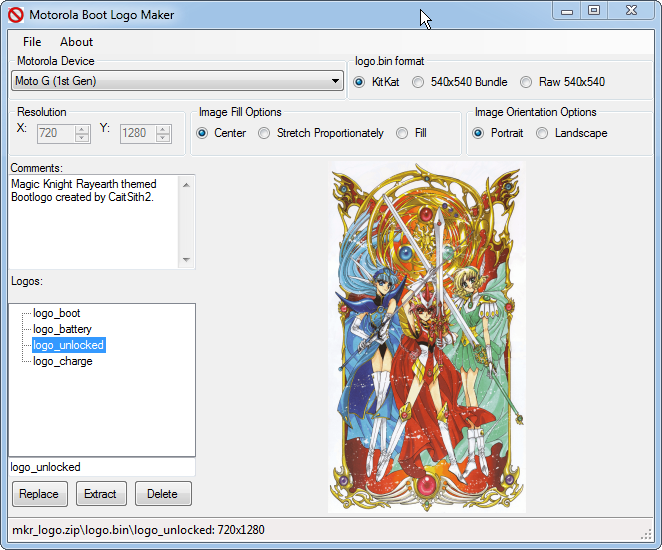 Motorola Boot Logo Maker
File About
Motorola Device
Moto G (1st Gen)
logo.bin format
KitKat 540x540 Bundle Raw 540x540
Resolution
X: 720 Y: 1280
Image Fill Options
Center Stretch Proportionately Fill
Image Orientation Options
Portrait Landscape
Comments:
Magic Knight Rayearth themed
Bootlogo created by CaitSith2.
Logos:
logo_boot
logo_battery
logo_unlocked
logo_charge
logo_unlocked
Replace Extract Delete
mkr_logo.zip\logo.bin\logo_unlocked: 720x1280